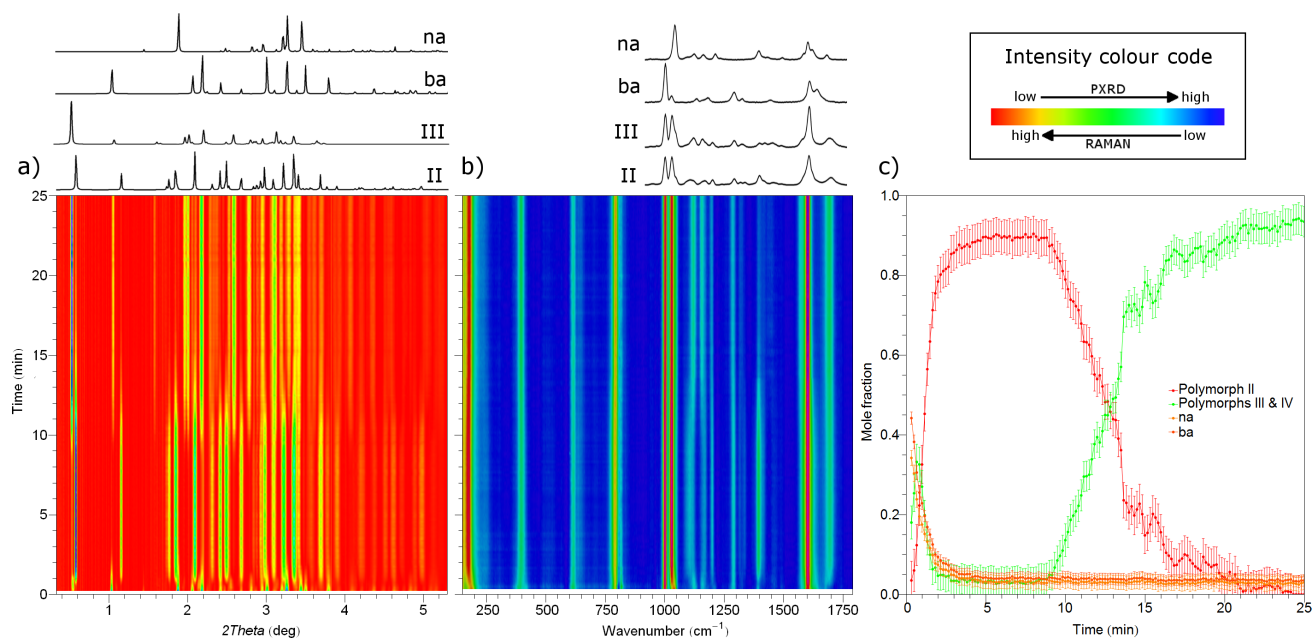 na
ba
III
II
a)
25
20
15
10
5
0
Time (min)
1
2
3
4
5
2Theta (deg)
na
ba
III
II
b)
250
500
750
1000
1250
1500
1750
Wavenumber (cm⁻¹)
Intensity colour code
low PXRD high
high RAMAN low
c)
1.0
0.8
0.6
0.4
0.2
0.0
Mole fraction
Polymorph II
Polymorphs III & IV
na
ba
0
5
10
15
20
25
Time (min)